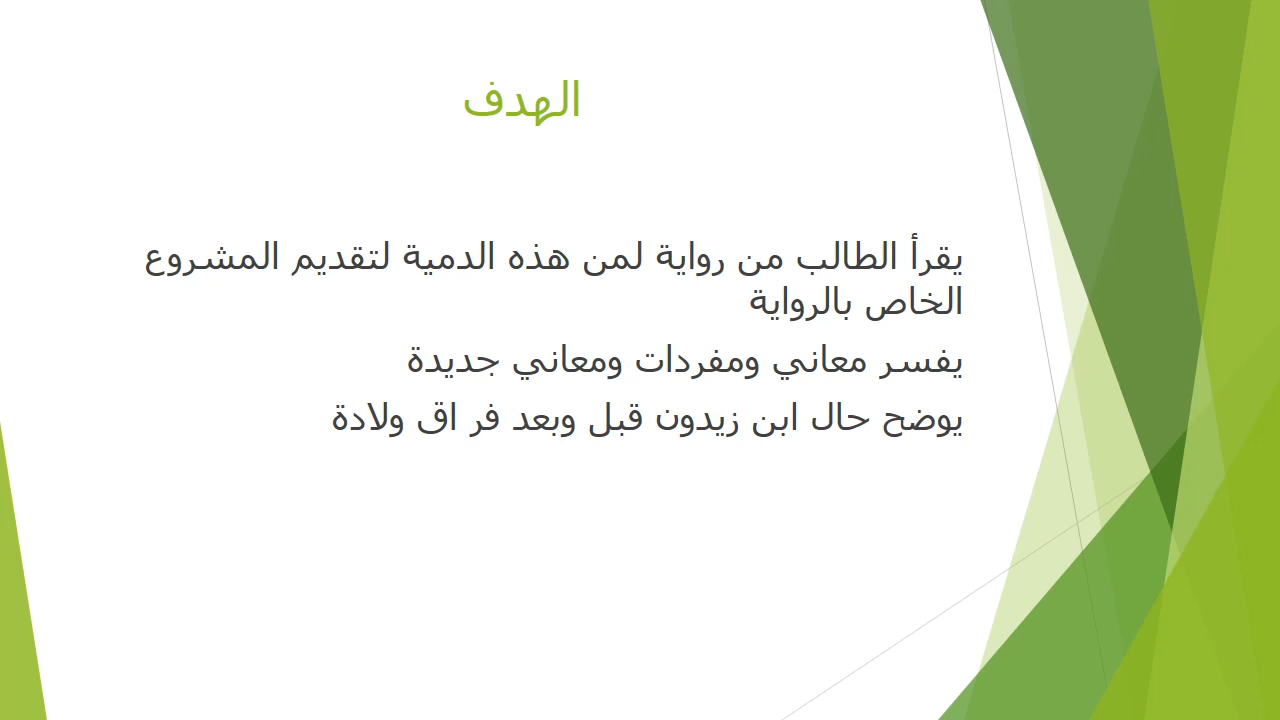 الهدف
يقرأ الطالب من رواية لمن هذه الدمية لتقديم المشروع
الخاص بالرواية
يفسر معاني ومفردات ومعاني جديدة
يوضح حال ابن زيدون قبل وبعد فر اق ولادة